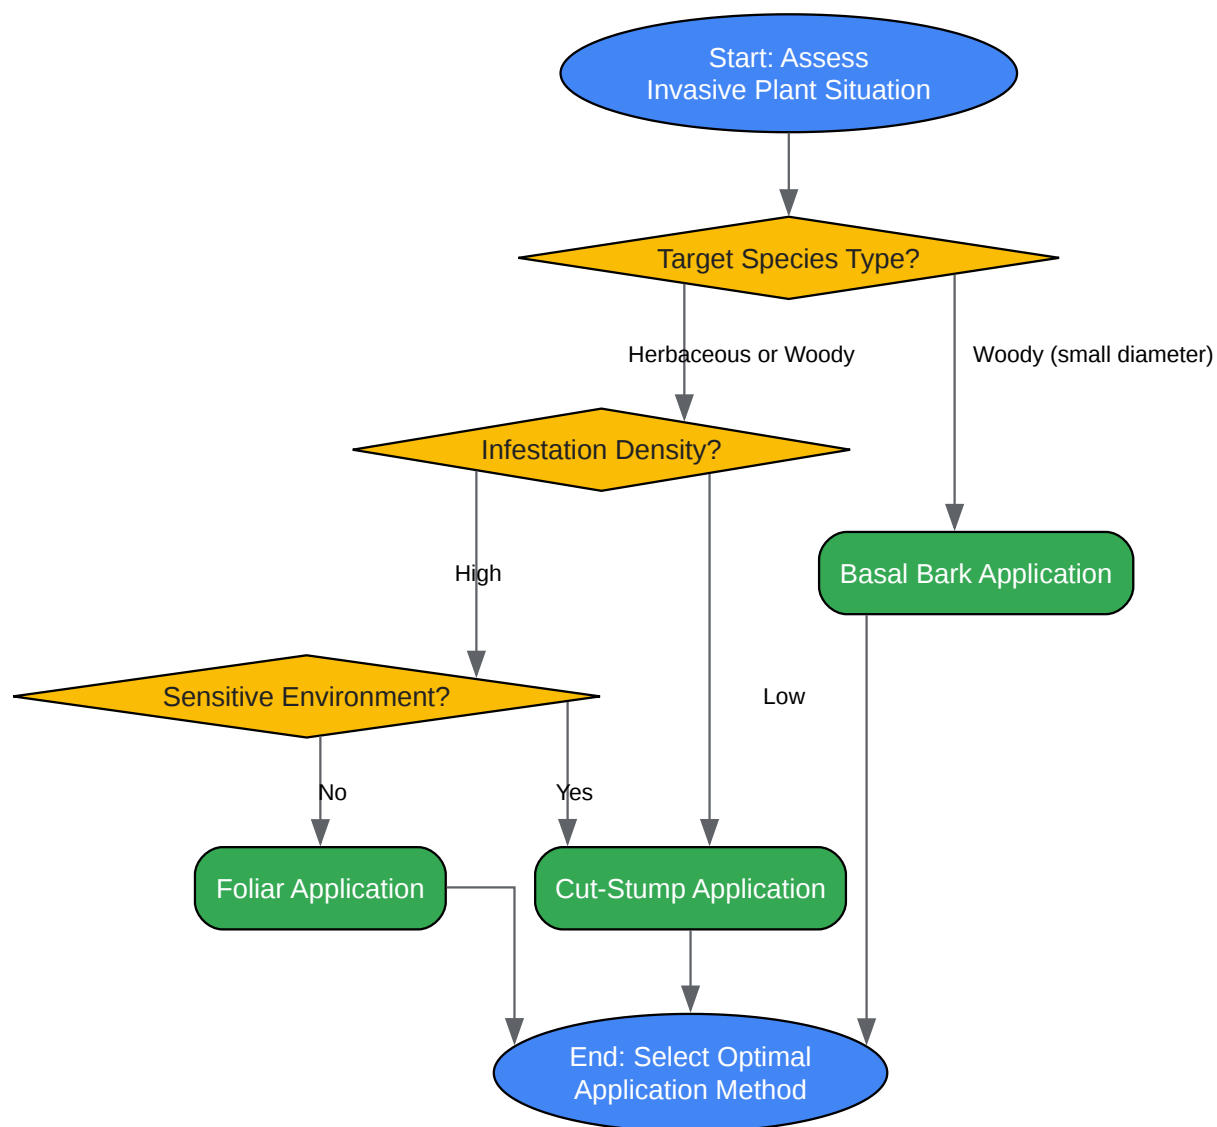 Start: Assess
Invasive Plant Situation
Target Species Type?
Herbaceous or Woody
Woody (small diameter)
Infestation Density?
High
Basal Bark Application
Sensitive Environment?
Low
No
Yes
Foliar Application
Cut-Stump Application
End: Select Optimal
Application Method